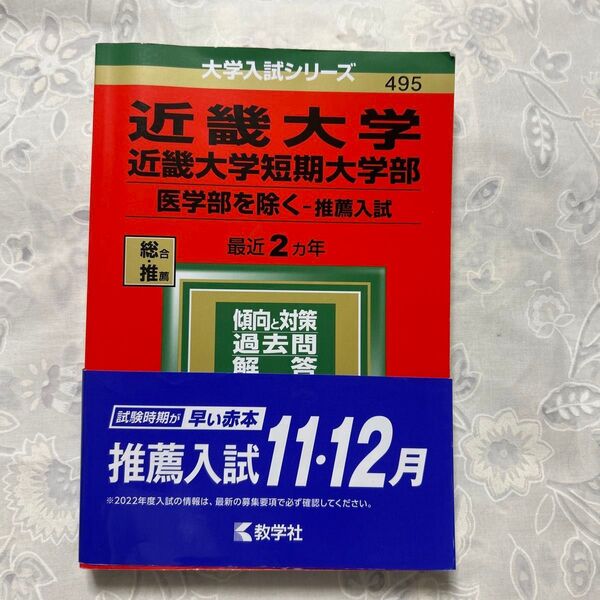 大学入試シリーズ
495
近畿大学
近畿大学短期大学部
医学部を除く-推薦入試
最近2カ年
総合・推薦
傾向と対策
過去問
解答
試験時期が早い赤本
推薦入試11・12月
※2022年度入試の情報は、最新の募集要項で必ず確認してください。
教学社